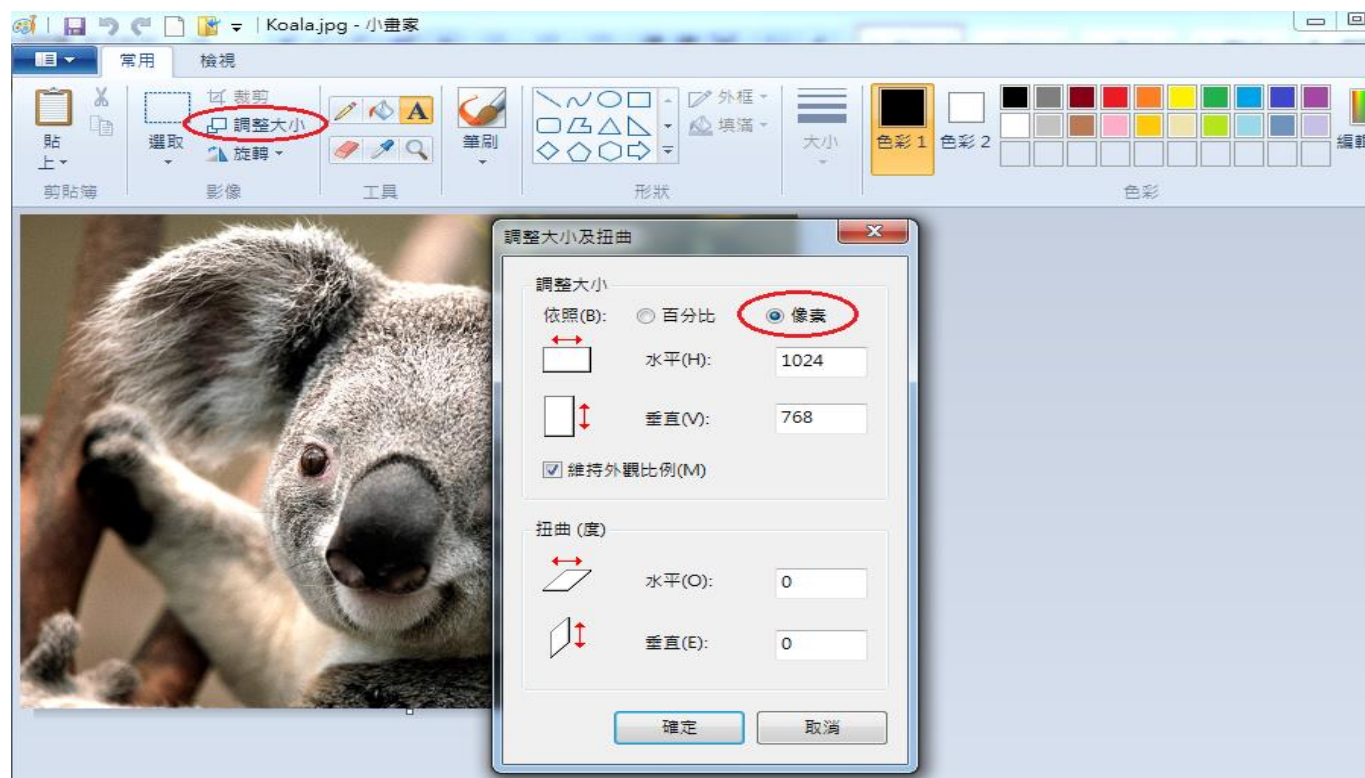 Koala.jpg - 小畫家
常用 檢視
裁剪
調整大小
旋轉
貼上
選取
A
筆刷
外框
填滿
大小
色彩 1
色彩 2
剪貼簿 影像 工具 形狀 色彩
調整大小及扭曲
調整大小
依照(B): 百分比 像素
水平(H): 1024
垂直(V): 768
維持外觀比例(M)
扭曲 (度)
水平(O): 0
垂直(E): 0
確定 取消